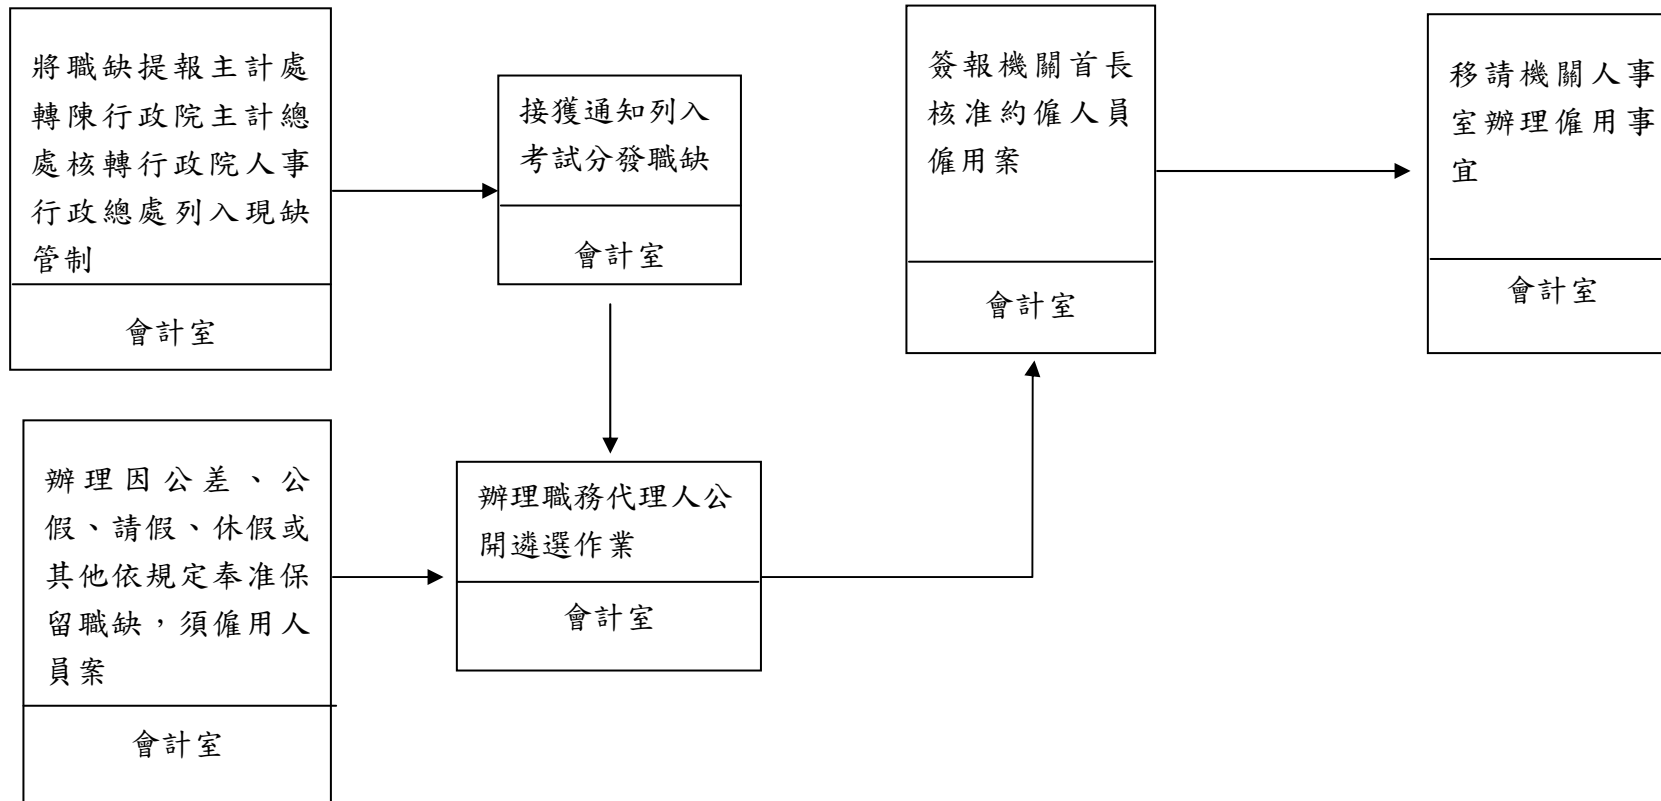 將職缺提報主計處
轉陳行政院主計總
處核轉行政院人事
行政總處列入現缺
管制
會計室
接獲通知列入
考試分發職缺
會計室
簽報機關首長
核准約僱人員
僱用案
會計室
移請機關人事
室辦理僱用事
宜
會計室
辦理因公差、公
假、請假、休假或
其他依規定奉准保
留職缺，須僱用人
員案
會計室
辦理職務代理人公
開遴選作業
會計室